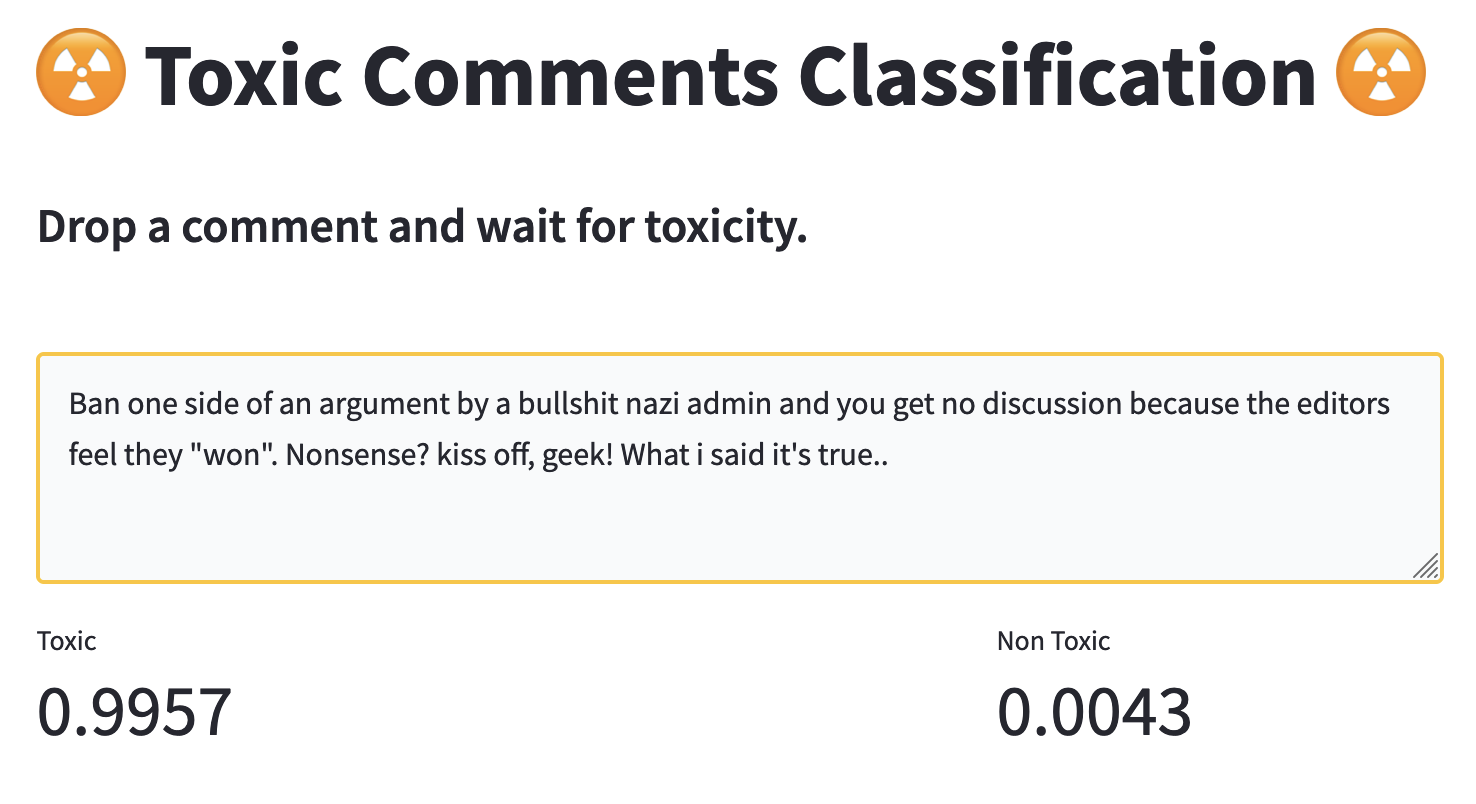 Toxic Comments Classification
Drop a comment and wait for toxicity.
Ban one side of an argument by a bullshit nazi admin and you get no discussion because the editors
feel they "won". Nonsense? kiss off, geek! What i said it's true..
Toxic
Non Toxic
0.9957
0.0043